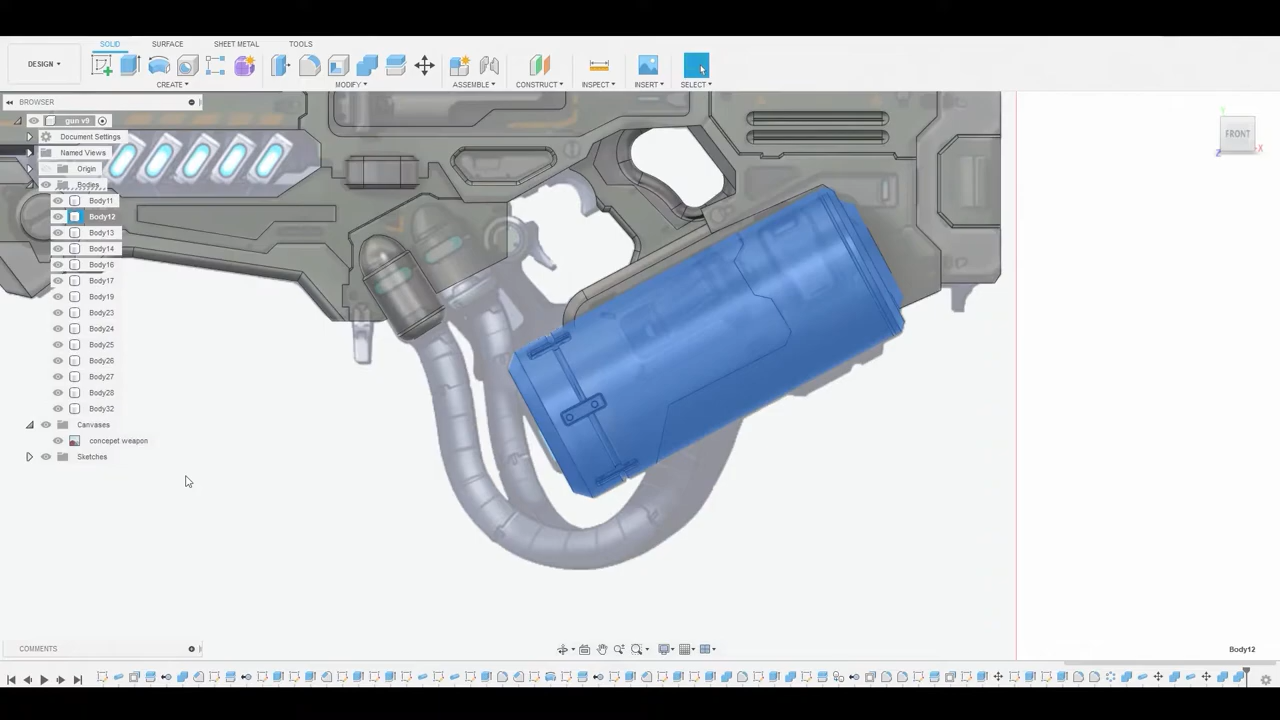 SOLID SURFACE SHEET METAL TOOLS
DESIGN
CREATE MODIFY ASSEMBLE CONSTRUCT INSPECT INSERT SELECT
BROWSER
gun v9
Document Settings
Named Views
Origin
Bodies
Body11
Body12
Body13
Body14
Body16
Body17
Body19
Body23
Body24
Body25
Body26
Body27
Body28
Body32
Canvases
concepet weapon
Sketches
FRONT
Y
X
Z
COMMENTS
Body12